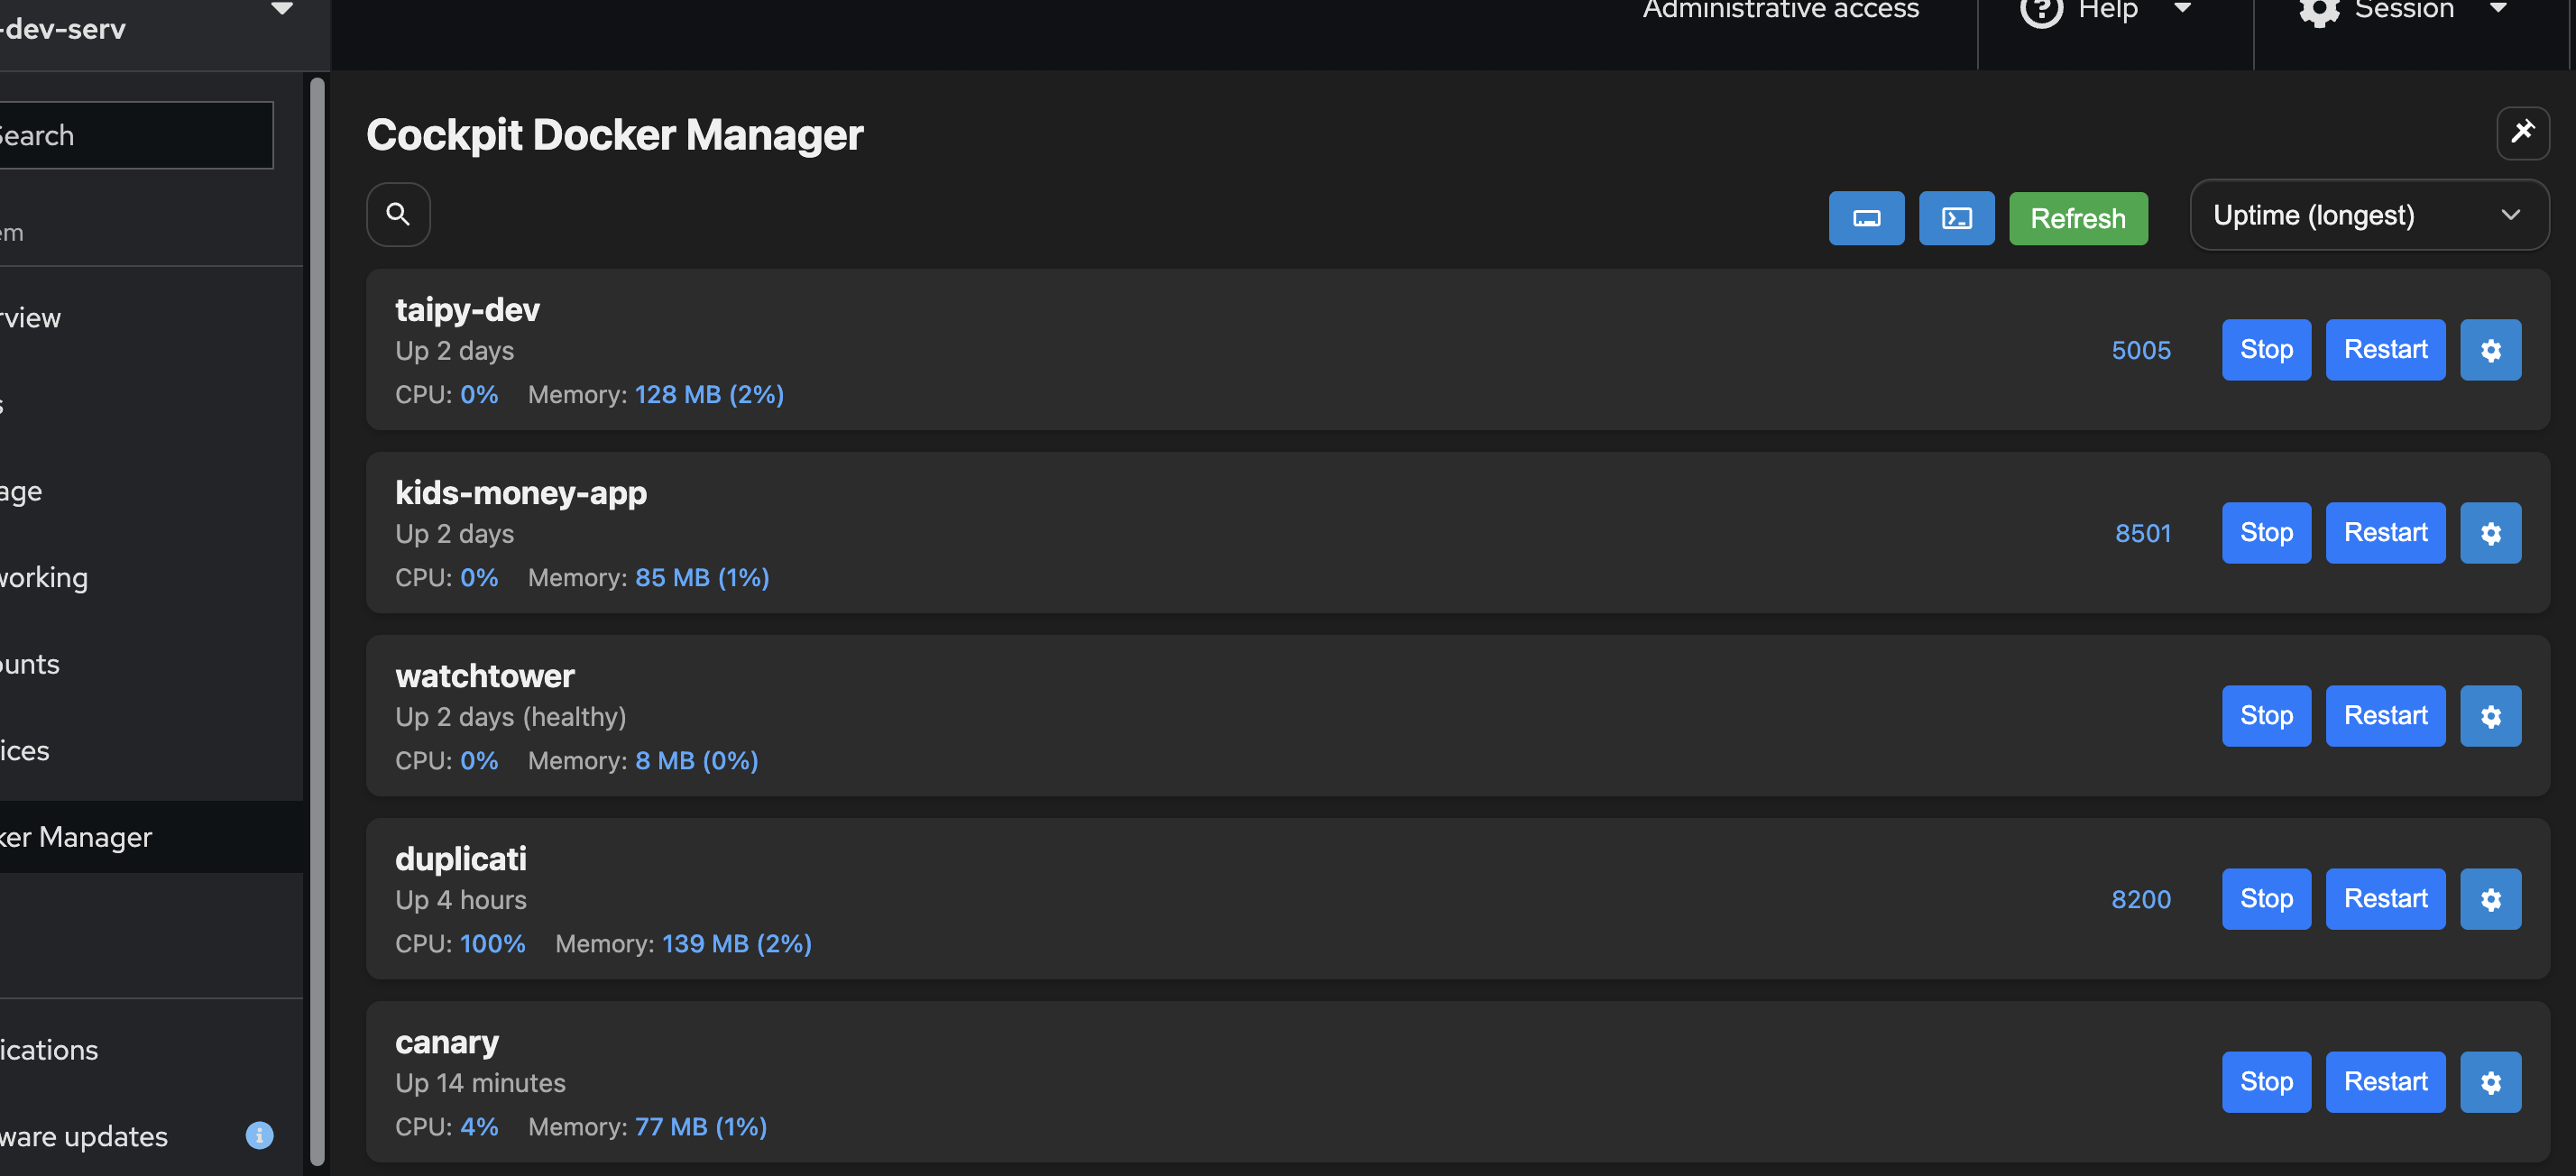 -dev-serv
Administrative access
Help
Session
Search
em
rview
s
age
working
ounts
ices
ker Manager
ications
ware updates
Cockpit Docker Manager
Refresh
Uptime (longest)
taipy-dev
Up 2 days
CPU: 0% Memory: 128 MB (2%)
5005
Stop
Restart
kids-money-app
Up 2 days
CPU: 0% Memory: 85 MB (1%)
8501
Stop
Restart
watchtower
Up 2 days (healthy)
CPU: 0% Memory: 8 MB (0%)
Stop
Restart
duplicati
Up 4 hours
CPU: 100% Memory: 139 MB (2%)
8200
Stop
Restart
canary
Up 14 minutes
CPU: 4% Memory: 77 MB (1%)
Stop
Restart